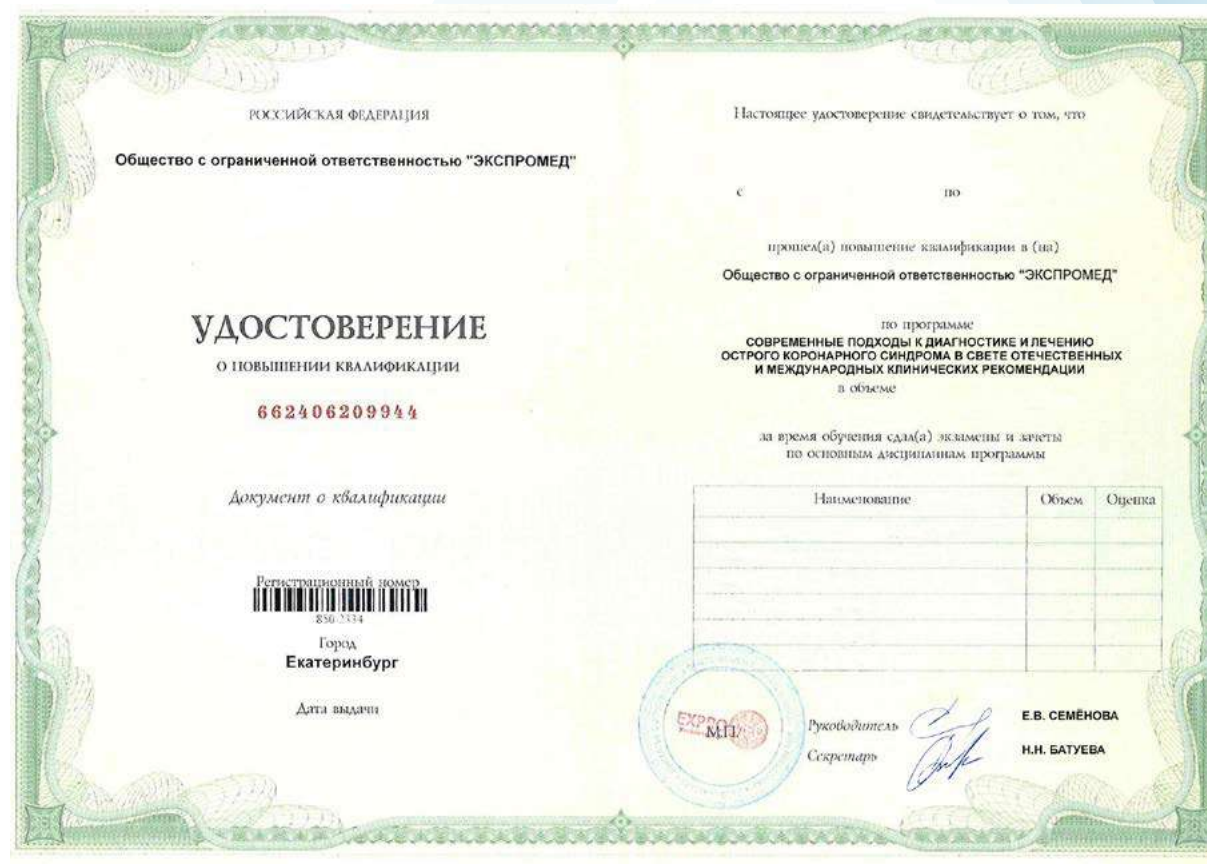 РОССИЙСКАЯ ФЕДЕРАЦИЯ
Общество с ограниченной ответственностью "ЭКСПРОМЕД"
УДОСТОВЕРЕНИЕ
О ПОВЫШЕНИИ КВАЛИФИКАЦИИ
662406209944
Документ о квалификации
Регистрационный номер
850-2334
Город
Екатеринбург
Дата выдачи
Настоящее удостоверение свидетельствует о том, что
с по
прошел(а) повышение квалификации в (на)
Общество с ограниченной ответственностью "ЭКСПРОМЕД"
по программе
СОВРЕМЕННЫЕ ПОДХОДЫ К ДИАГНОСТИКЕ И ЛЕЧЕНИЮ
ОСТРОГО КОРОНАРНОГО СИНДРОМА В СВЕТЕ ОТЕЧЕСТВЕННЫХ
И МЕЖДУНАРОДНЫХ КЛИНИЧЕСКИХ РЕКОМЕНДАЦИИ
в объеме
за время обучения сдал(а) экзамены и зачеты
по основным дисциплинам программы
Наименование Объем Оценка
М.П.
Руководитель Е.В. СЕМЁНОВА
Секретарь Н.Н. БАТУЕВА